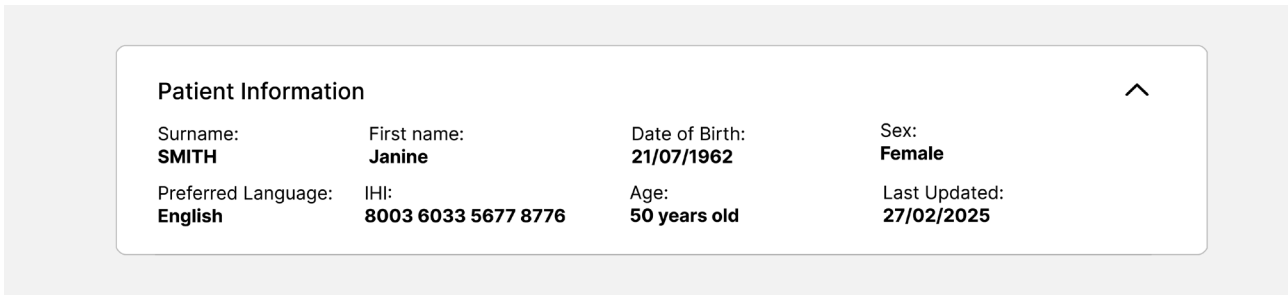 Patient Information
Surname: First name: Date of Birth: Sex:
SMITH Janine 21/07/1962 Female
Preferred Language: IHI: Age: Last Updated:
English 8003 6033 5677 8776 50 years old 27/02/2025